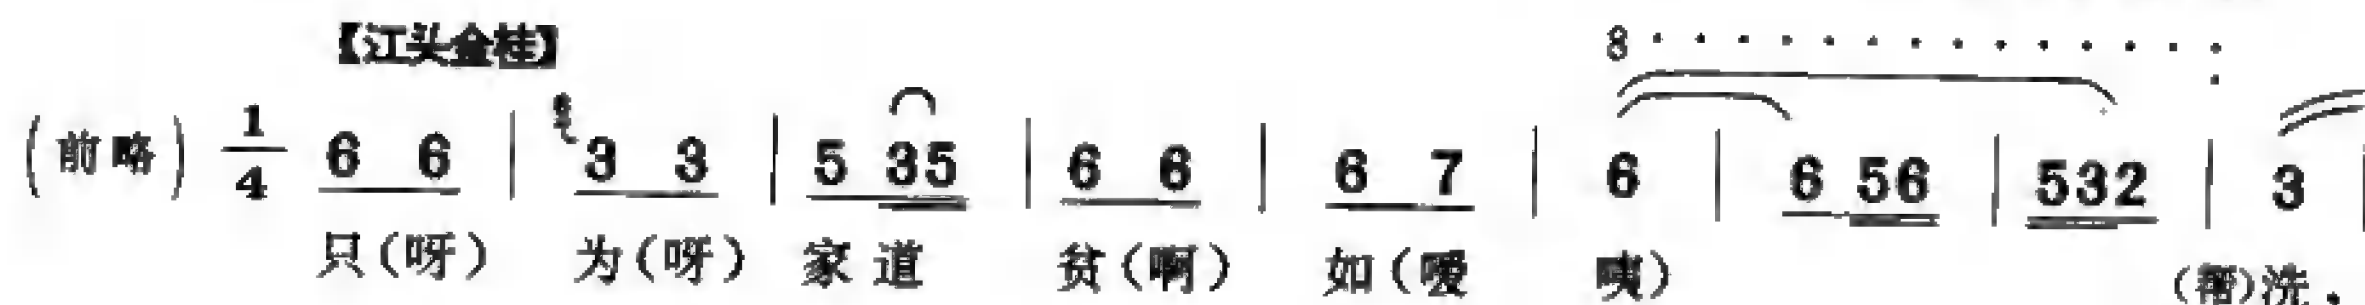 【江头金桂】
8
(前略) 1/4 6 6 | 3 3 | 5 35 | 6 6 | 6 7 | 6 | 6 56 | 532 | 3 |
只(呀) 为(呀) 家道 贫(啊) 如(嗳 咦) (帮)洗,